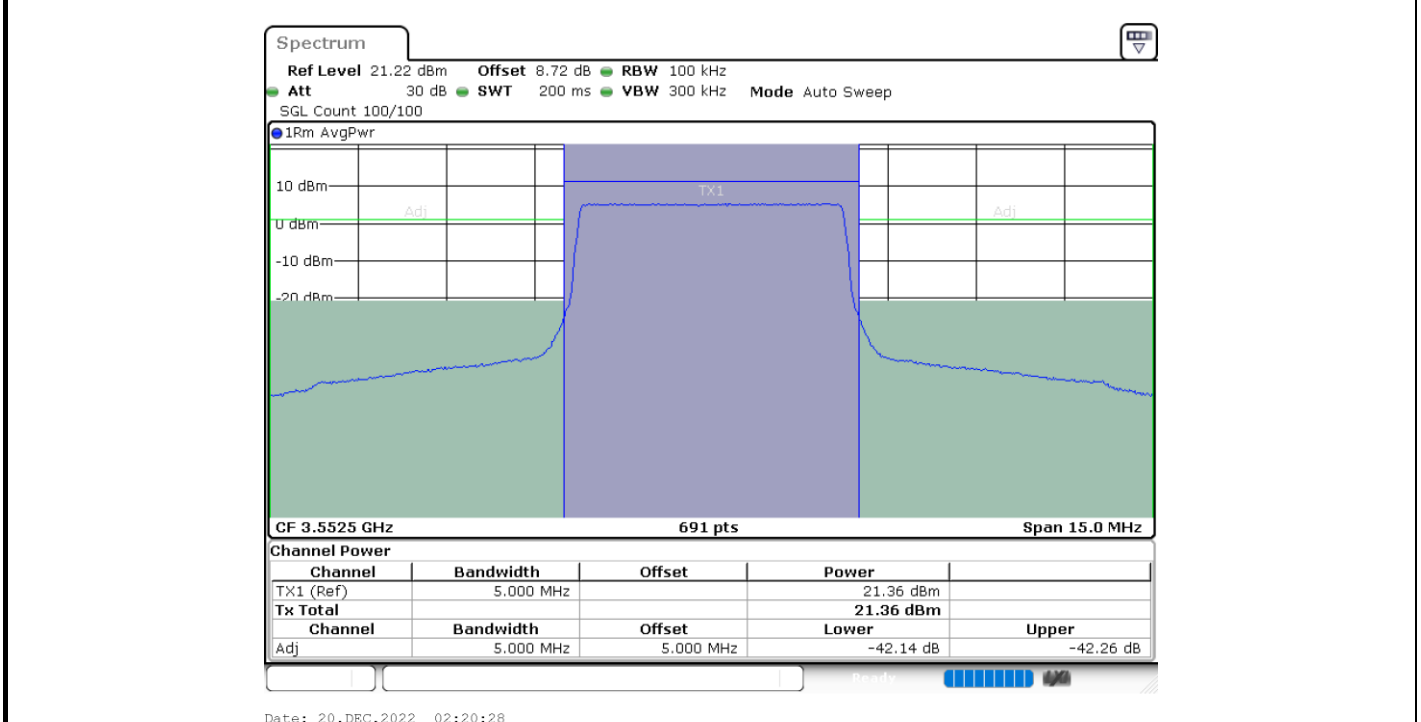 Spectrum
Ref Level 21.22 dBm Offset 8.72 dB RBW 100 kHz
Att 30 dB SWT 200 ms VBW 300 kHz Mode Auto Sweep
SGL Count 100/100
1Rm AvgPwr
10 dBm
TX1
Adj Adj
0 dBm
-10 dBm
-20 dBm
CF 3.5525 GHz 691 pts Span 15.0 MHz
Channel Power
Channel Bandwidth Offset Power
TX1 (Ref) 5.000 MHz 21.36 dBm
Tx Total 21.36 dBm
Channel Bandwidth Offset Lower Upper
Adj 5.000 MHz 5.000 MHz -42.14 dB -42.26 dB
Ready
Date: 20.DEC.2022 02:20:28